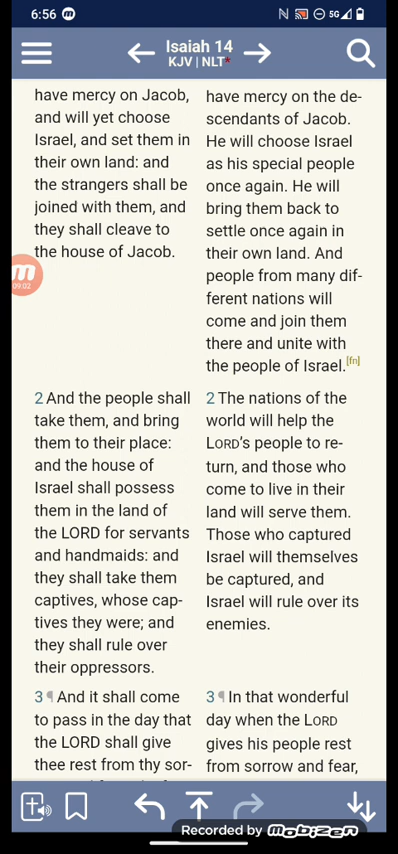 6:56
5G
Isaiah 14
KJV | NLT*
have mercy on Jacob,
and will yet choose
Israel, and set them in
their own land: and
the strangers shall be
joined with them, and
they shall cleave to
the house of Jacob.
have mercy on the de-
scendants of Jacob.
He will choose Israel
as his special people
once again. He will
bring them back to
settle once again in
their own land. And
people from many dif-
ferent nations will
come and join them
there and unite with
the people of Israel.[fn]
m
09:02
2 And the people shall
take them, and bring
them to their place:
and the house of
Israel shall possess
them in the land of
the LORD for servants
and handmaids: and
they shall take them
captives, whose cap-
tives they were; and
they shall rule over
their oppressors.
2 The nations of the
world will help the
LORD's people to re-
turn, and those who
come to live in their
land will serve them.
Those who captured
Israel will themselves
be captured, and
Israel will rule over its
enemies.
3 ¶ And it shall come
to pass in the day that
the LORD shall give
thee rest from thy sor-
3 ¶ In that wonderful
day when the LORD
gives his people rest
from sorrow and fear,
Recorded by mobizen